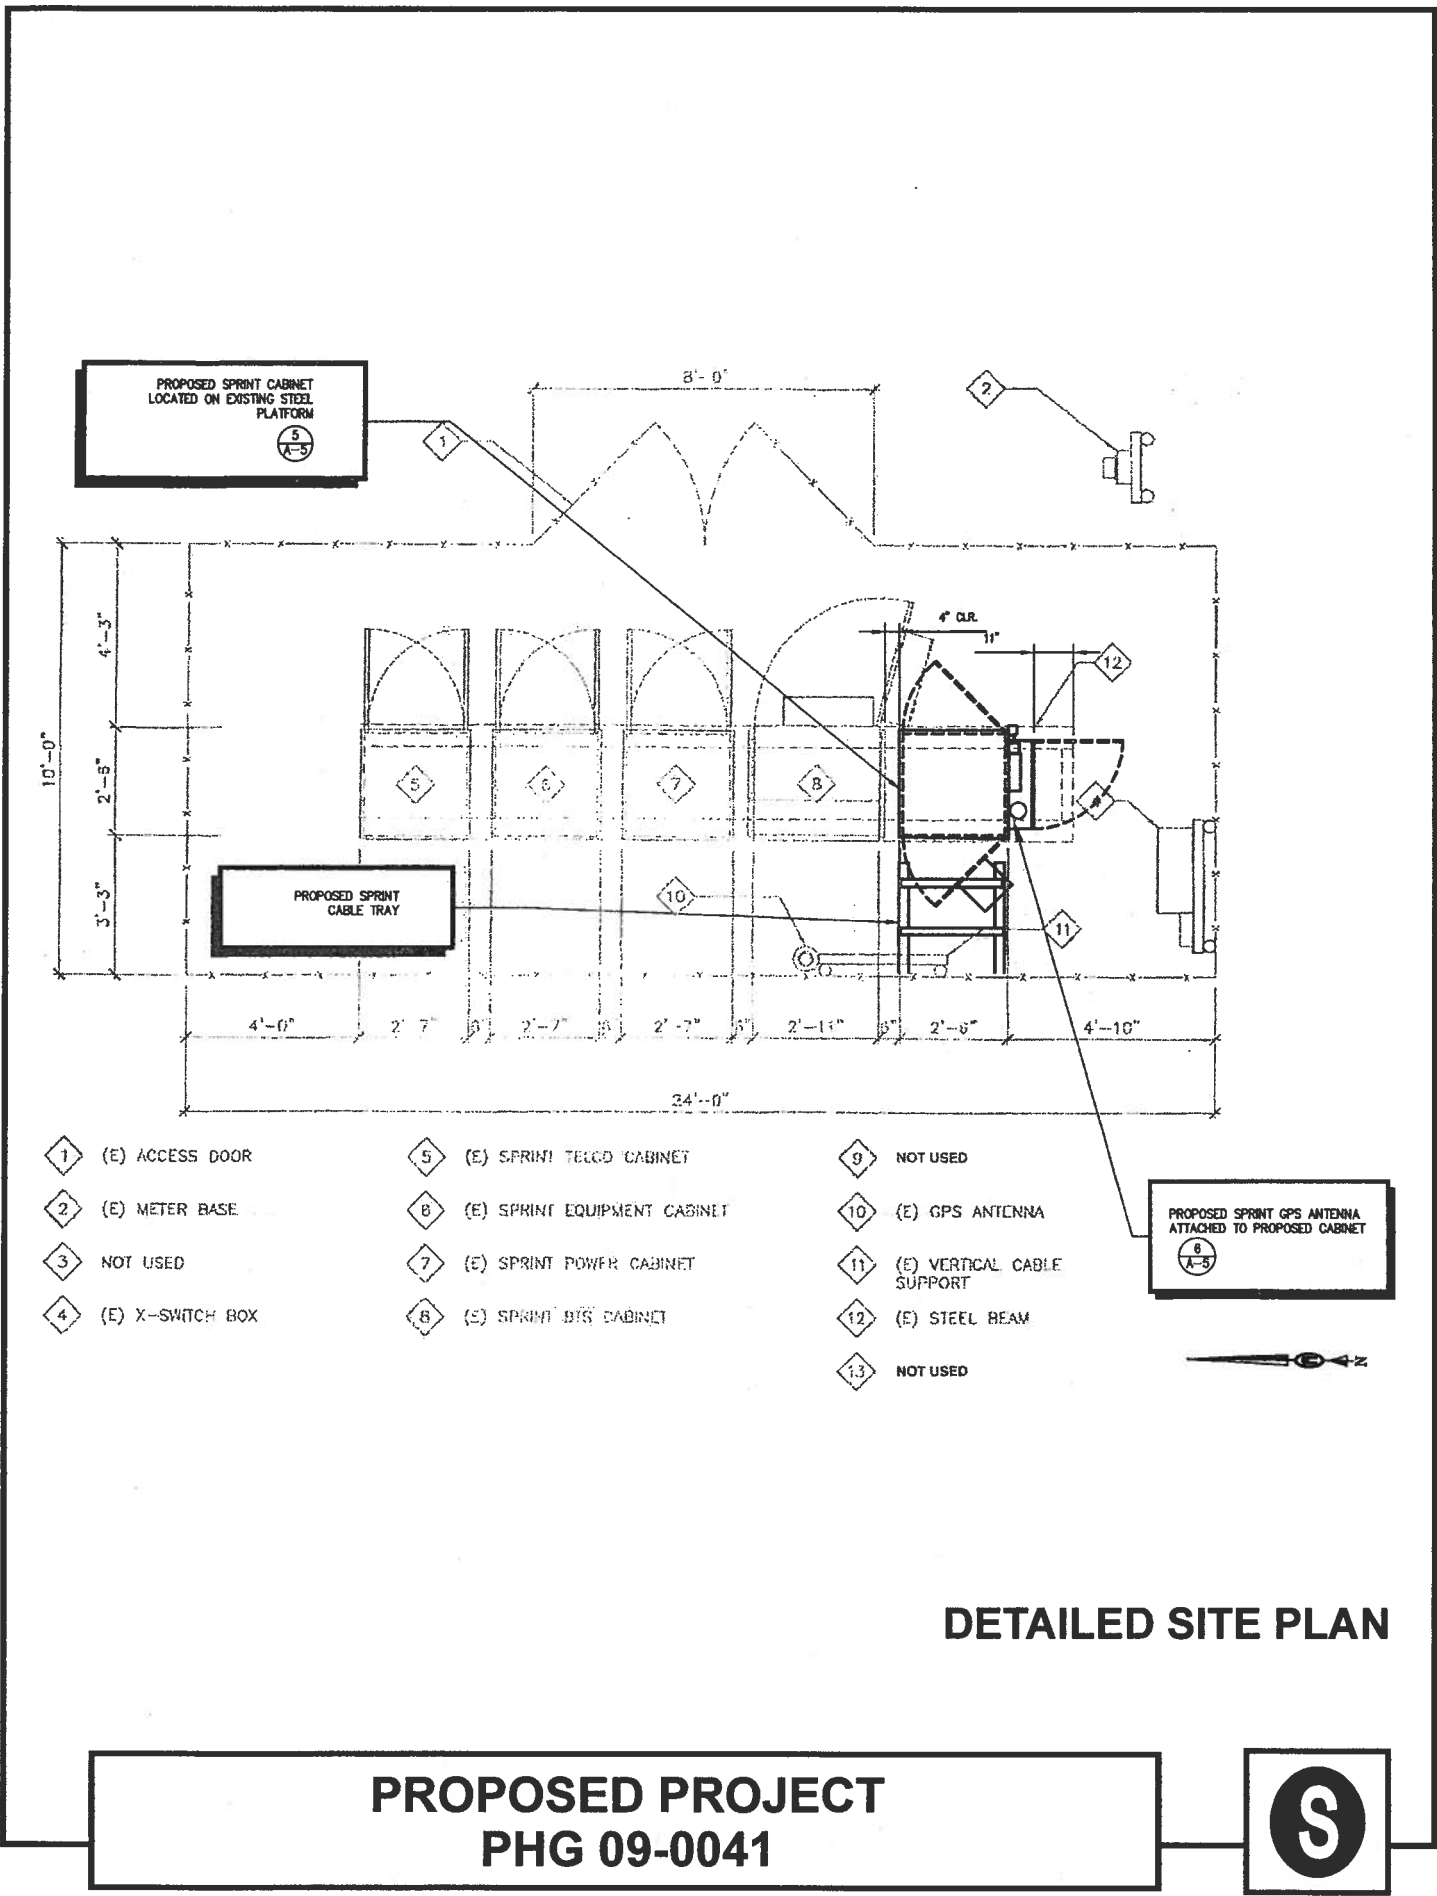 PROPOSED SPRINT CABINET
LOCATED ON EXISTING STEEL
PLATFORM
5
A-5
8'-0"
1
2
4" CLR.
11"
12
10'-0"
4'-3"
2'-6"
3'-3"
5
6
7
8
4
PROPOSED SPRINT
CABLE TRAY
10
11
4'-0"
2'-7"
6"
2'-7"
6"
2'-7"
6"
2'-11"
6"
2'-6"
4'-10"
24'-0"
1 (E) ACCESS DOOR
2 (E) METER BASE
3 NOT USED
4 (E) X-SWITCH BOX
5 (E) SPRINT TELCO CABINET
6 (E) SPRINT EQUIPMENT CABINET
7 (E) SPRINT POWER CABINET
8 (E) SPRINT BTS CABINET
9 NOT USED
10 (E) GPS ANTENNA
11 (E) VERTICAL CABLE
SUPPORT
12 (E) STEEL BEAM
13 NOT USED
PROPOSED SPRINT GPS ANTENNA
ATTACHED TO PROPOSED CABINET
6
A-5
N
DETAILED SITE PLAN
PROPOSED PROJECT
PHG 09-0041
S